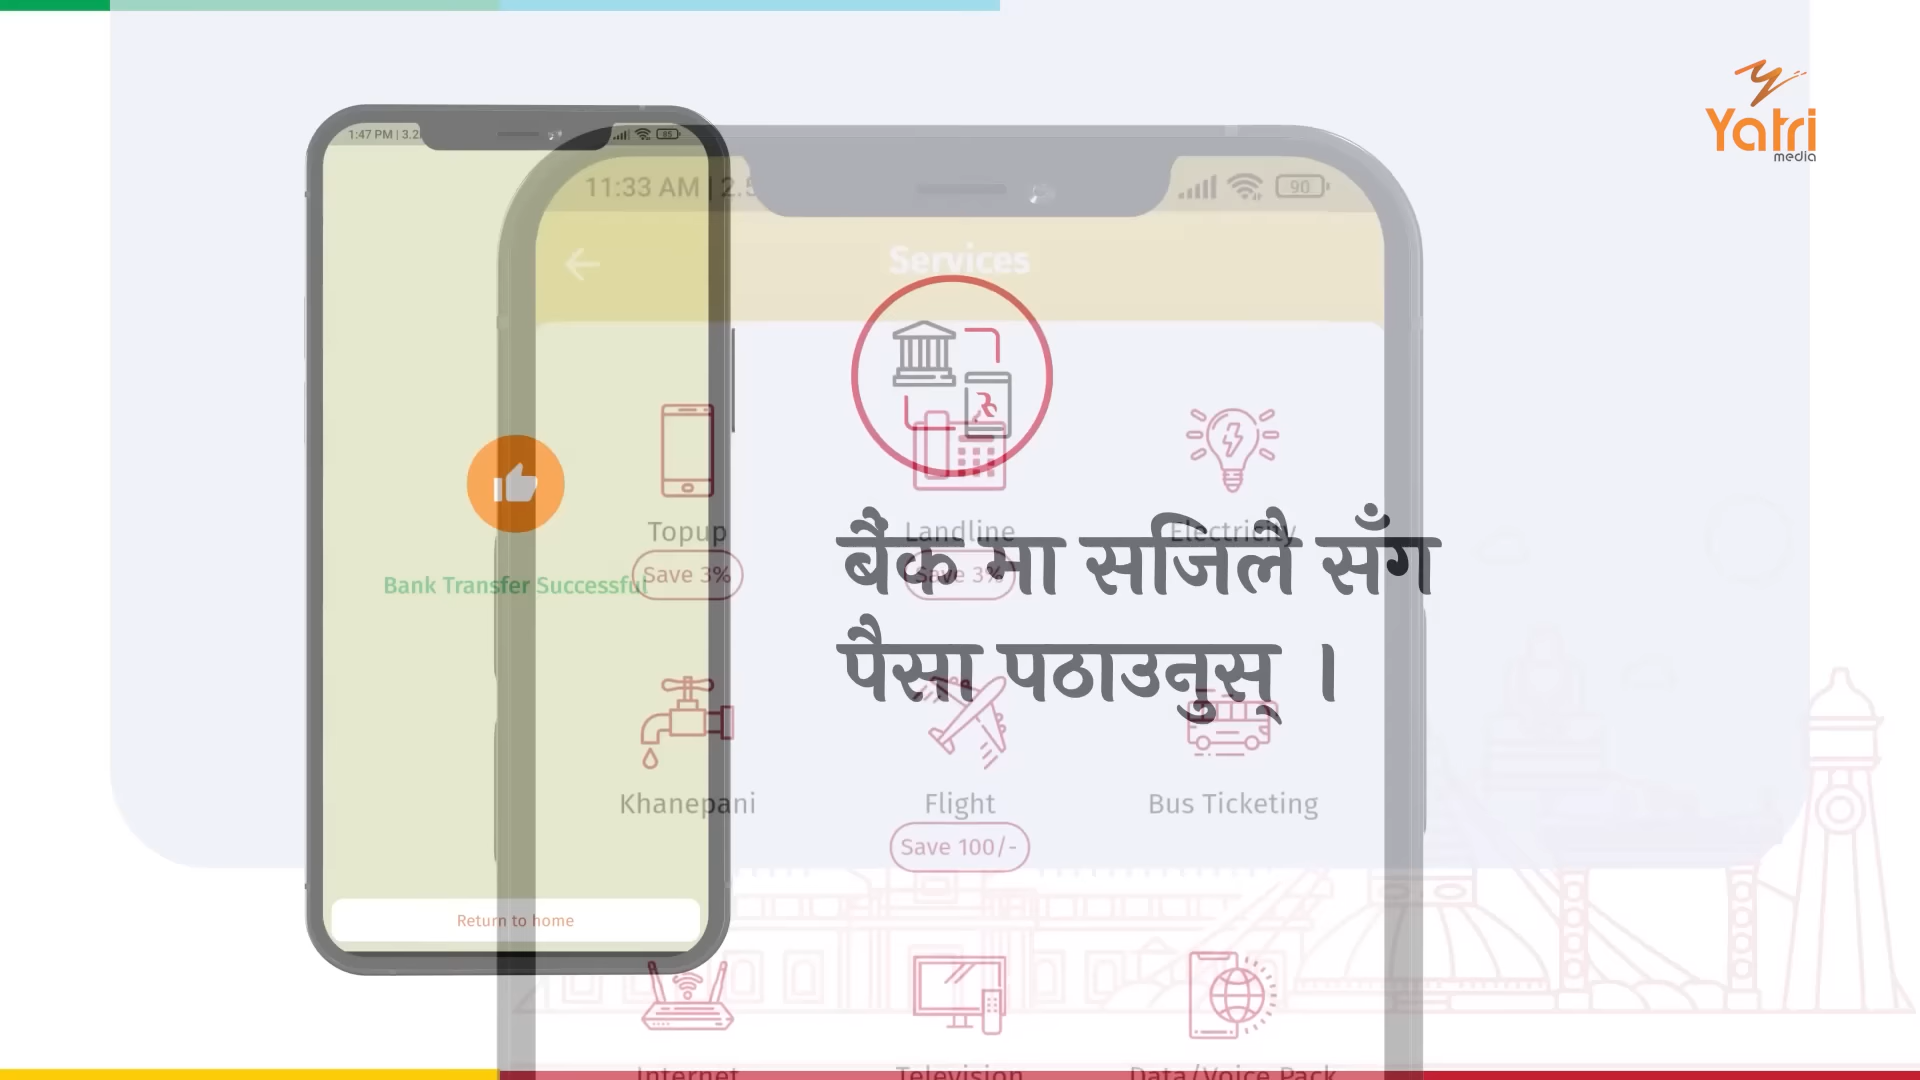 Yatri
media
1:47 PM | 3.2
85
11:33 AM | 2.5
90
Services
Topup
Landline
Electricity
Save 3%
Save 3%
Bank Transfer Successful
बैंक मा सजिलै सँग
पैसा पठाउनुस् ।
Khanepani
Flight
Bus Ticketing
Save 100/-
Return to home
Internet
Television
Data/Voice Pack